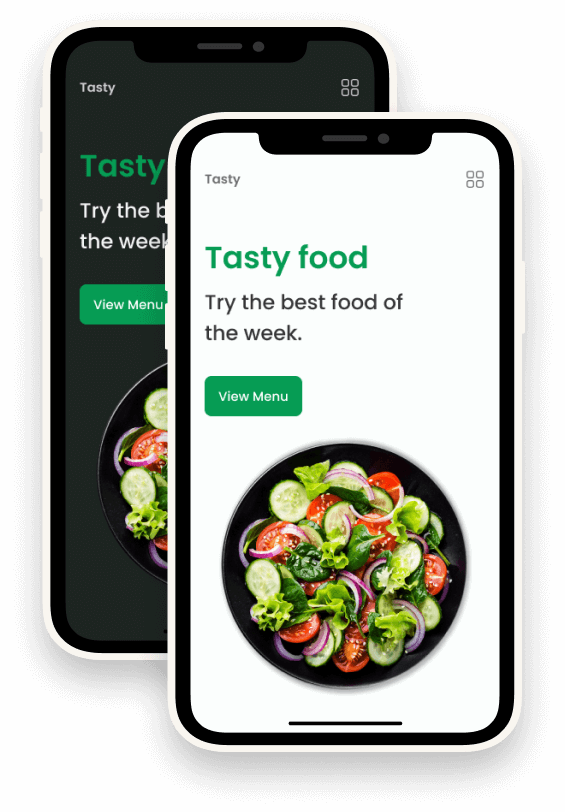 Tasty
Tasty
Try the b
the week
View Menu
Tasty
Tasty food
Try the best food of
the week.
View Menu